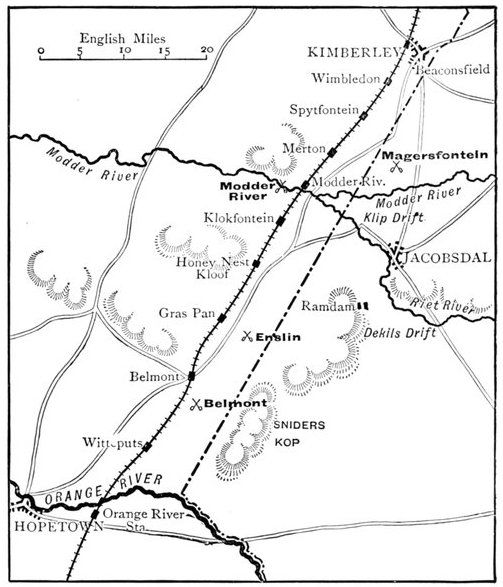 English Miles
0 5 10 20
KIMBERLEY
Beaconsfield
Wimbledon
Spytfontein
Merton
Magersfontein
Modder River
Modder
River
Modder Riv.
Modder River
Klokfontein
Klip Drift
Honey Nest
Kloof
JACOBSDAL
Riet River
Ramdam
Gras Pan
Dekils Drift
Enslin
Belmont
Belmont
SNIDERS
KOP
Witteputs
ORANGE RIVER
HOPETOWN
Orange River
Sta.